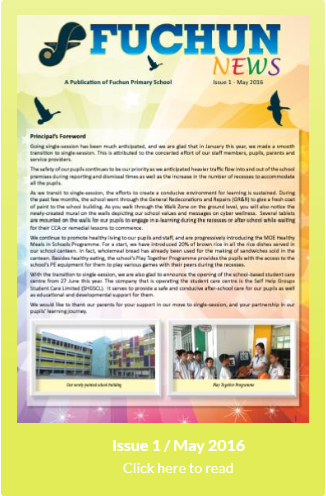 FUCHUN
NEWS
A Publication of Fuchun Primary School
Issue 1 - May 2016
Principal's Foreword
Going single-session has been much anticipated, and we are glad that in January this year, we made a smooth
transition to single-session. This is attributed to the concerted effort of our staff members, pupils, parents and
service providers.
The safety of our pupils continues to be our priority as we anticipated heavier traffic flow into and out of the school
premises during reporting and dismissal times as well as the increase in the number of recesses to accommodate
all the pupils.
As we transit to single session, the efforts to create a conducive environment for learning is sustained. During
the past few months, the school went through the General Redecorations and Repairs (GR&R) to give a fresh coat
of paint to the school building. As you walk through the Walk Zone on the ground level, you will also notice the
newly-created mural on the walls depicting our school values and messages on cyber wellness. Several tablets
are mounted on the walls for our pupils to engage in e-learning during the recesses or after school while waiting
for their CCA or remedial lessons to commence.
We continue to promote healthy living to our pupils and staff, and are progressively introducing the MOE Healthy
Meals in Schools Programme. For a start, we have introduced 20% of brown rice in all the rice dishes served in
our school canteen. In fact, wholemeal bread has already been used for the making of sandwiches sold in the
canteen. Besides healthy eating, the school's Play Together Programme provides the pupils with the access to the
school's PE equipment for them to play various games with their peers during the recesses.
With the transition to single session, we are also glad to announce the opening of the school-based student care
centre from 27 June this year. The company that is operating the student care centre is the Self Help Groups
Student Care Limited (SHGSCL). It serves to provide a safe and conducive after-school care for our pupils as well
as educational and developmental support for them.
We would like to thank our parents for your support in our move to single-session, and your partnership in our
pupils' learning journey.
Our newly painted school building
Play Together Programme
Issue 1 / May 2016
Click here to read